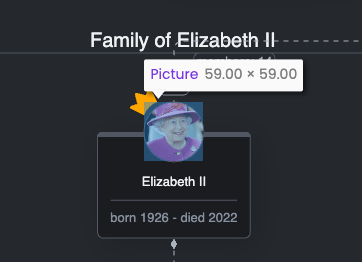 Family of Elizabeth II
Picture 59.00 × 59.00
Elizabeth II
born 1926 - died 2022